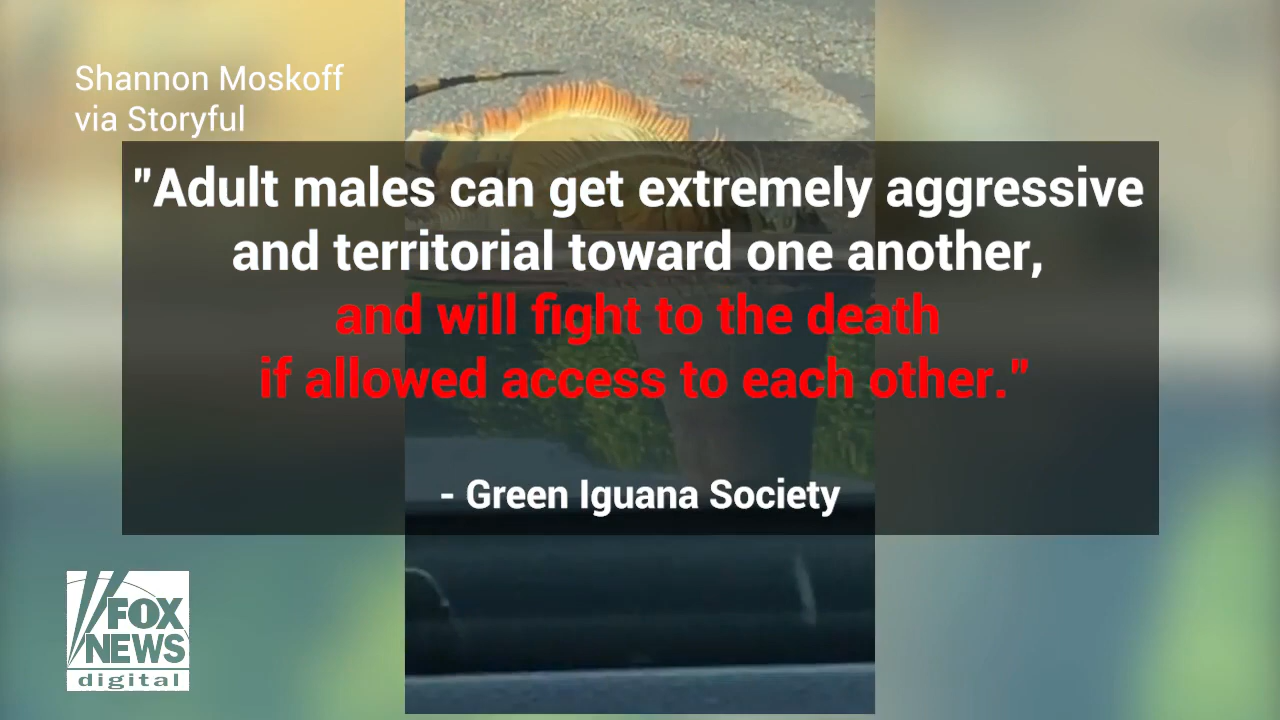 Shannon Moskoff
via Storyful
"Adult males can get extremely aggressive
and territorial toward one another,
and will fight to the death
if allowed access to each other."
- Green Iguana Society
FOX
NEWS
digital